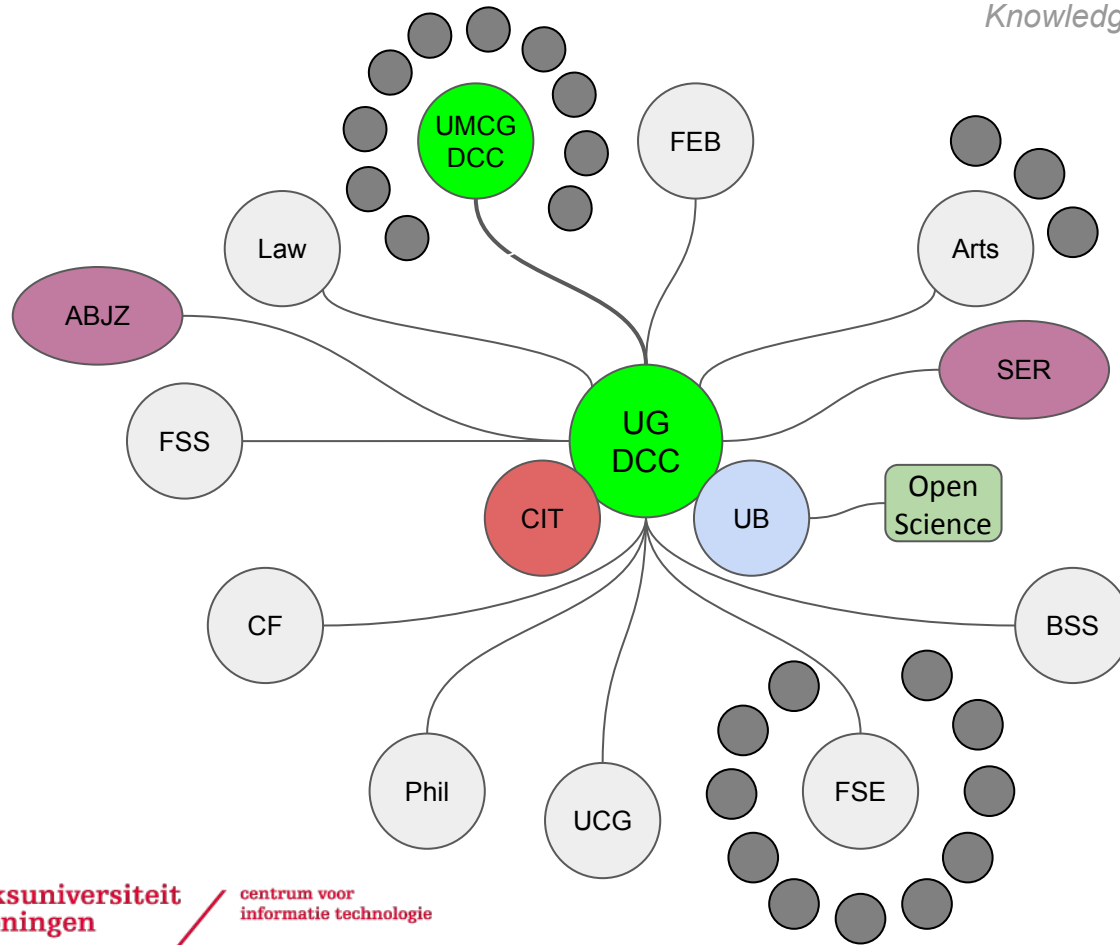 Knowledg
UMCG
DCC
FEB
Law
Arts
ABJZ
SER
FSS
UG
DCC
CIT
UB
Open
Science
CF
BSS
Phil
UCG
FSE
ksuniversiteit
ningen
centrum voor
informatie technologie